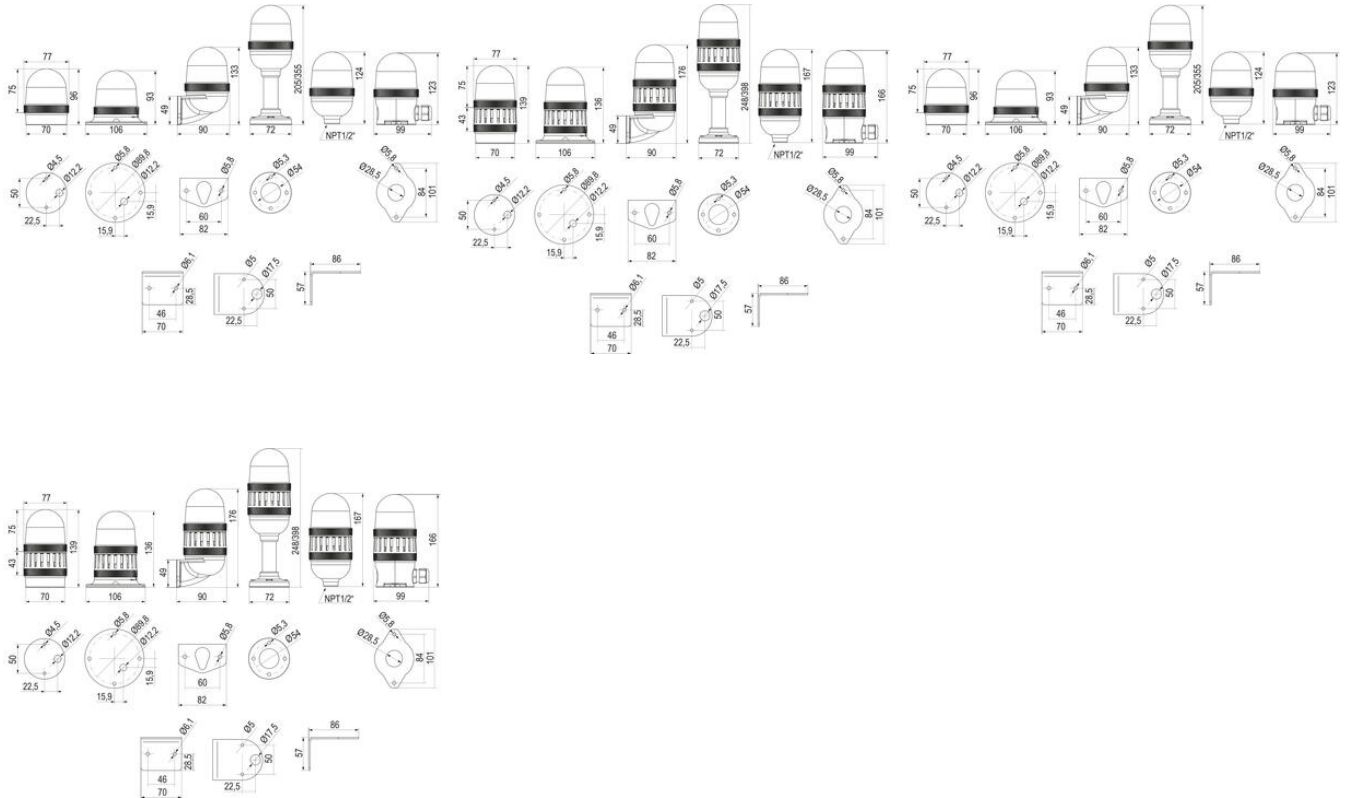 77
75
96
70
93
106
133
49
90
205/355
72
124
NPT1/2"
123
99
Ø4,5
Ø12,2
50
22,5
Ø5,8
Ø89,8
Ø12,2
15,9
15,9
Ø5,8
60
82
Ø5,3
Ø54
Ø5,8
Ø28,5
84
101
Ø6,1
28,5
46
70
Ø5
Ø17,5
50
22,5
86
57
77
75
43
139
70
136
106
176
49
90
248/398
72
167
NPT1/2"
166
99
Ø4,5
Ø12,2
50
22,5
Ø5,8
Ø89,8
Ø12,2
15,9
15,9
Ø5,8
60
82
Ø5,3
Ø54
Ø5,8
Ø28,5
84
101
Ø6,1
28,5
46
70
Ø5
Ø17,5
50
22,5
86
57
77
75
96
70
93
106
133
49
90
205/355
72
124
NPT1/2"
123
99
Ø4,5
Ø12,2
50
22,5
Ø5,8
Ø89,8
Ø12,2
15,9
15,9
Ø5,8
60
82
Ø5,3
Ø54
Ø5,8
Ø28,5
84
101
Ø6,1
28,5
46
70
Ø5
Ø17,5
50
22,5
86
57
77
75
43
139
70
136
106
176
49
90
248/398
72
167
NPT1/2"
166
99
Ø4,5
Ø12,2
50
22,5
Ø5,8
Ø89,8
Ø12,2
15,9
15,9
Ø5,8
60
82
Ø5,3
Ø54
Ø5,8
Ø28,5
84
101
Ø6,1
28,5
46
70
Ø5
Ø17,5
50
22,5
86
57